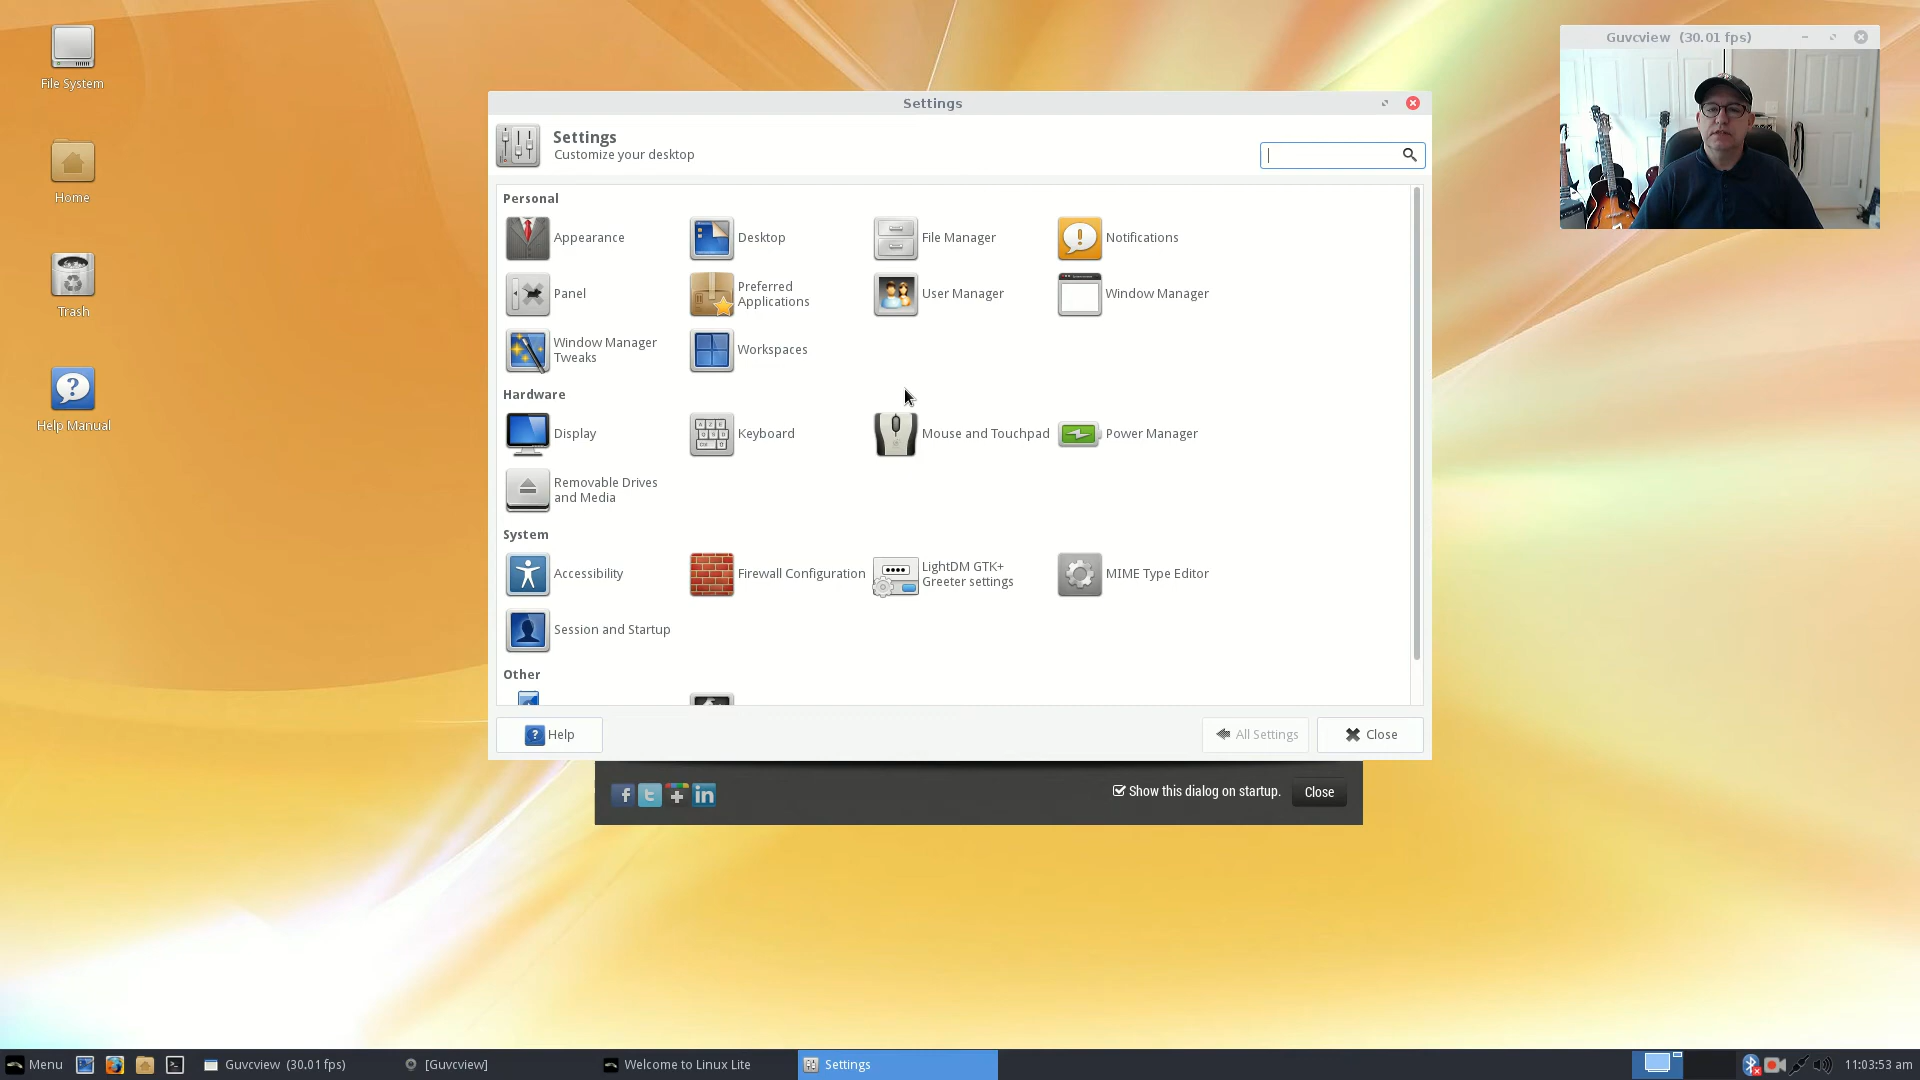 File System
Home
Trash
Help Manual
Guvcview (30.01 fps)
Settings
Settings
Customize your desktop
Personal
Appearance
Desktop
File Manager
Notifications
Panel
Preferred
Applications
User Manager
Window Manager
Window Manager
Tweaks
Workspaces
Hardware
Display
Keyboard
Mouse and Touchpad
Power Manager
Removable Drives
and Media
System
Accessibility
Firewall Configuration
LightDM GTK+
Greeter settings
MIME Type Editor
Session and Startup
Other
Help
All Settings
Close
Show this dialog on startup.
Close
Menu
Guvcview (30.01 fps)
[Guvcview]
Welcome to Linux Lite
Settings
11:03:53 am